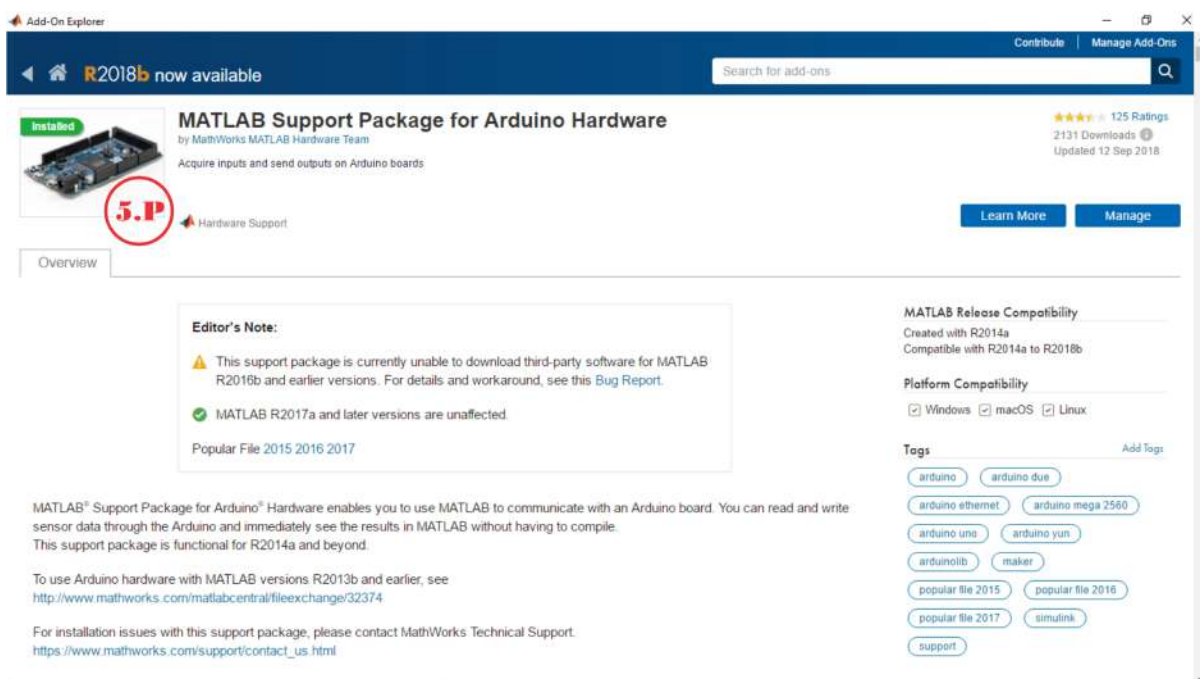 Add-On Explorer
Contribute | Manage Add-Ons
R2018b now available
Search for add-ons
Installed
MATLAB Support Package for Arduino Hardware
by MathWorks MATLAB Hardware Team
Acquire inputs and send outputs on Arduino boards
125 Ratings
2131 Downloads
Updated 12 Sep 2018
5.P
Hardware Support
Learn More
Manage
Overview
Editor's Note:
This support package is currently unable to download third-party software for MATLAB
R2016b and earlier versions. For details and workaround, see this Bug Report.
MATLAB R2017a and later versions are unaffected.
Popular File 2015 2016 2017
MATLAB® Support Package for Arduino® Hardware enables you to use MATLAB to communicate with an Arduino board. You can read and write
sensor data through the Arduino and immediately see the results in MATLAB without having to compile.
This support package is functional for R2014a and beyond.
To use Arduino hardware with MATLAB versions R2013b and earlier, see
http://www.mathworks.com/matlabcentral/fileexchange/32374
For installation issues with this support package, please contact MathWorks Technical Support.
https://www.mathworks.com/support/contact_us.html
MATLAB Release Compatibility
Created with R2014a
Compatible with R2014a to R2018b
Platform Compatibility
Windows macOS Linux
Tags
Add Tags
arduino
arduino due
arduino ethernet
arduino mega 2560
arduino uno
arduino yun
arduinolib
maker
popular file 2015
popular file 2016
popular file 2017
simulink
support